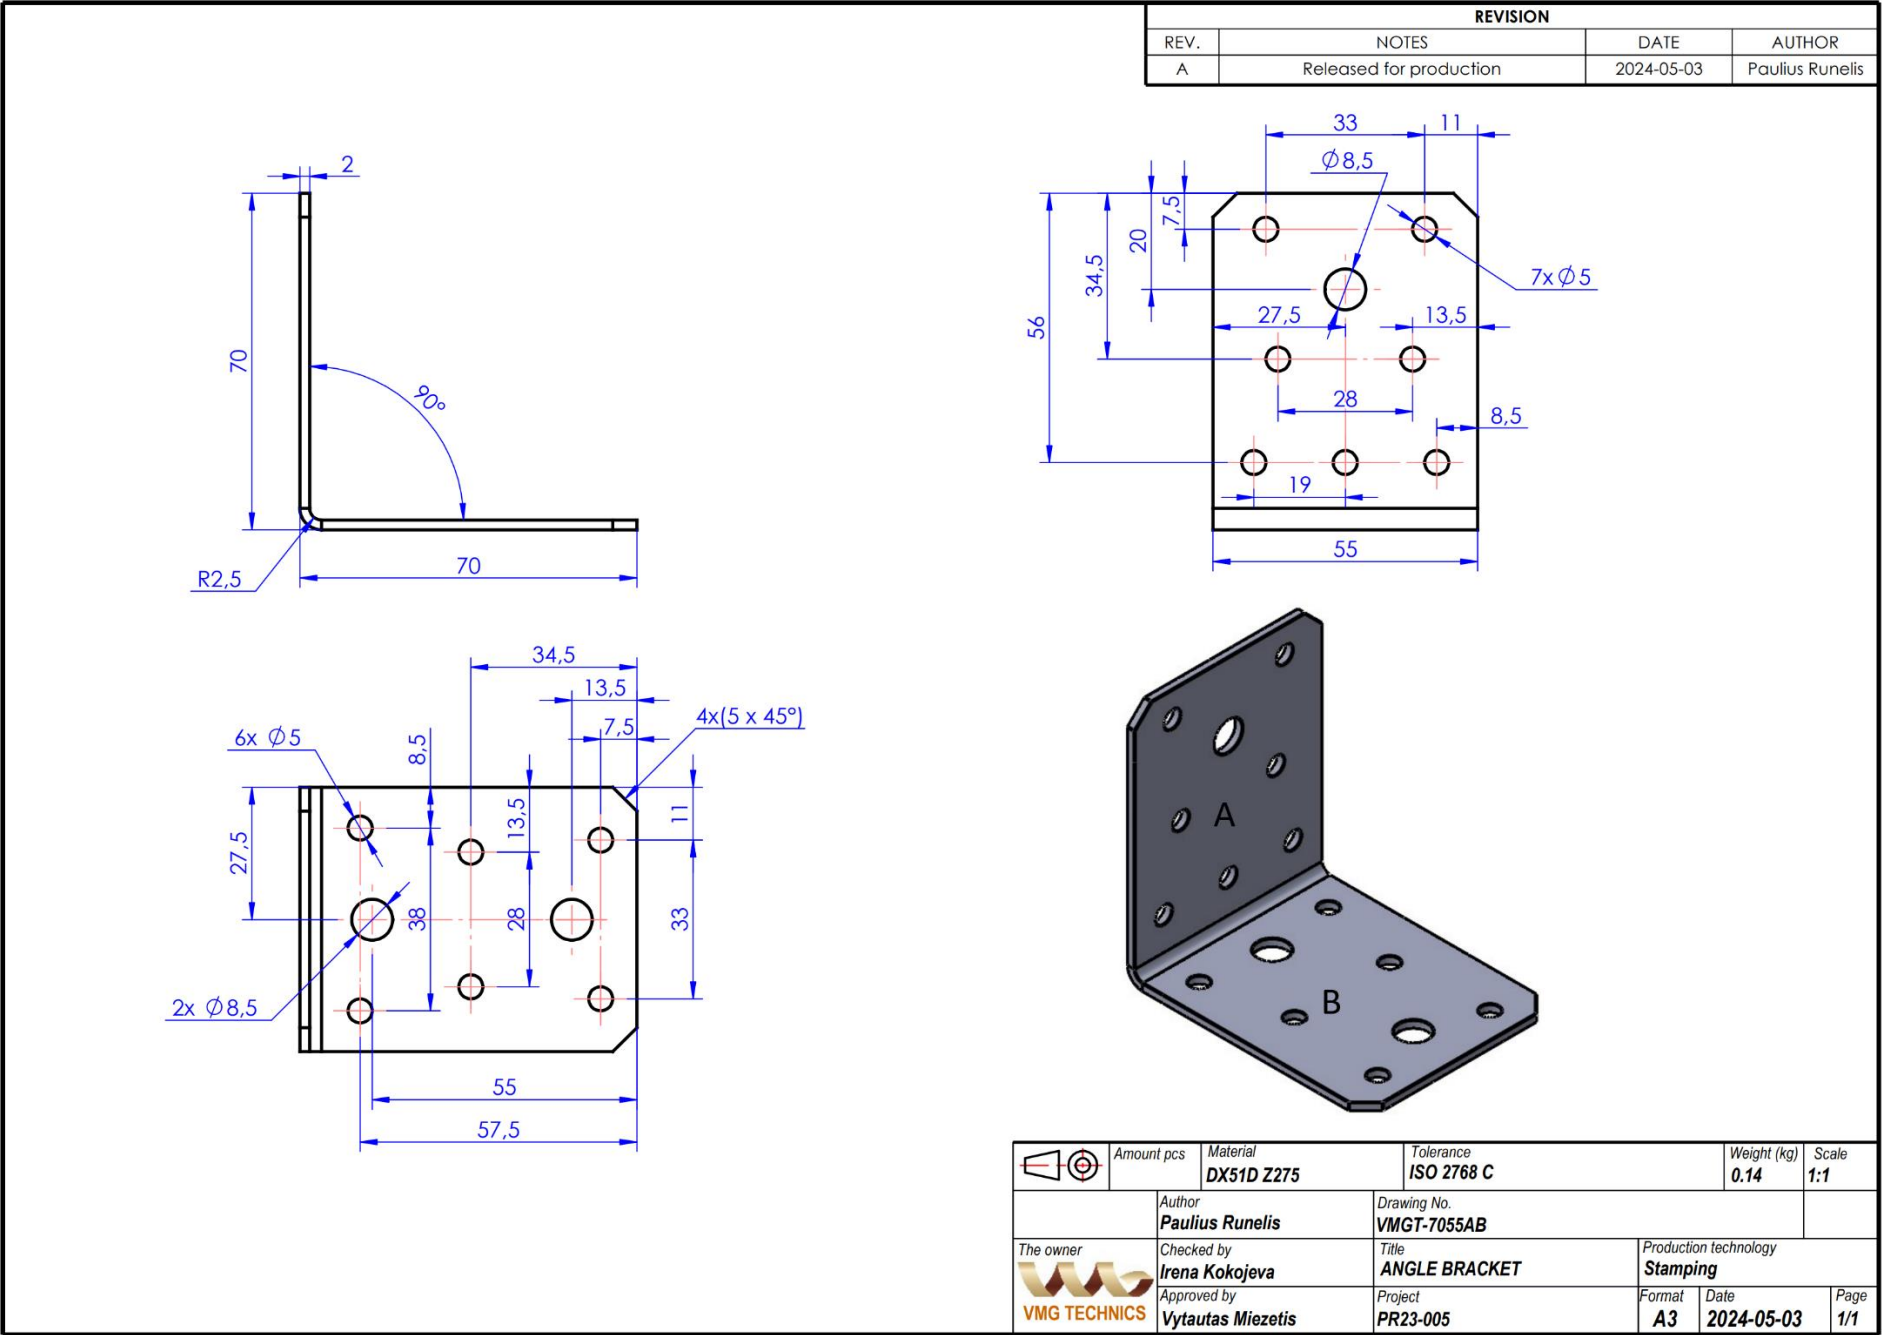 REVISION
REV. NOTES DATE AUTHOR
A Released for production 2024-05-03 Paulius Runelis
2
70
90°
R2,5
70
33 11
Ø8,5
7,5
20
34,5
56
7x Ø5
27,5 13,5
28
8,5
19
55
34,5
13,5
7,5
4x(5 x 45°)
6x Ø5
8,5
13,5
11
27,5
38
28
33
2x Ø8,5
55
57,5
A
B
Amount pcs Material Tolerance Weight (kg) Scale
DX51D Z275 ISO 2768 C 0.14 1:1
Author Drawing No.
Paulius Runelis VMGT-7055AB
The owner Checked by Title Production technology
Irena Kokojeva ANGLE BRACKET Stamping
VMG TECHNICS
Approved by Project Format Date Page
Vytautas Miezetis PR23-005 A3 2024-05-03 1/1